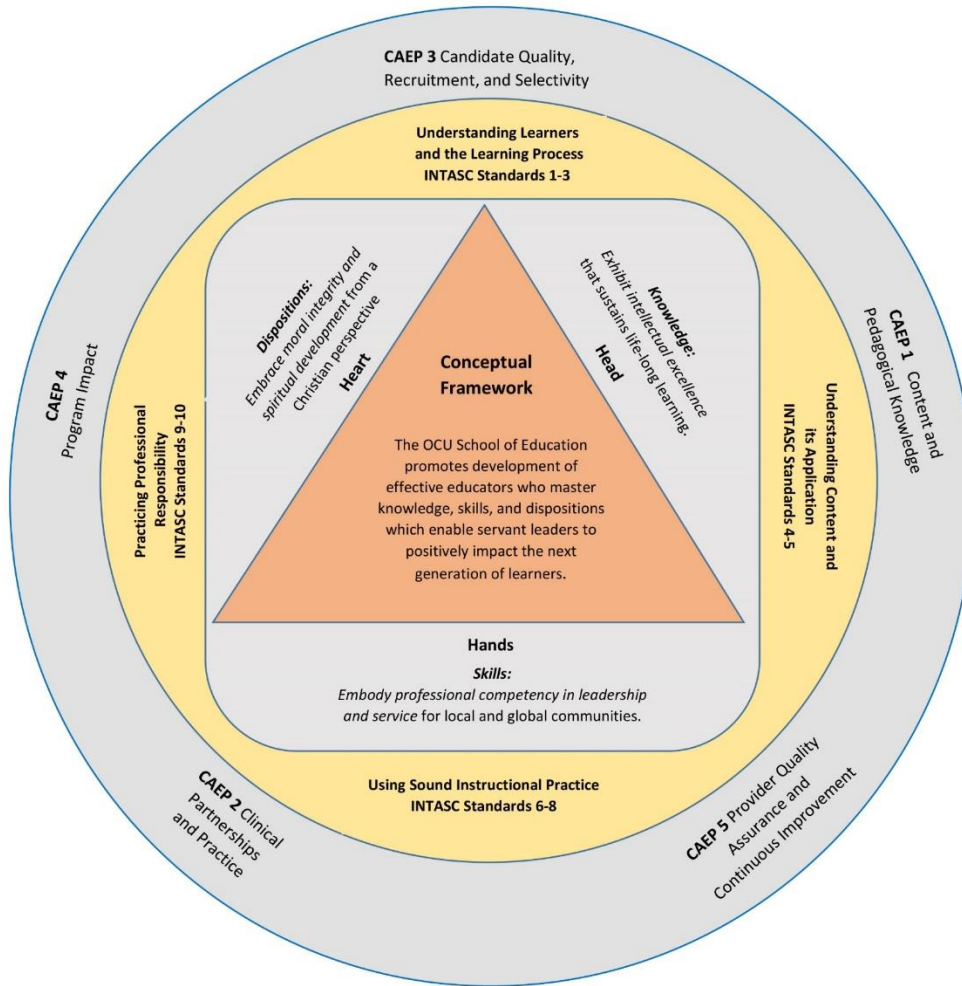 CAEP 3 Candidate Quality,
Recruitment, and Selectivity
Understanding Learners
and the Learning Process
INTASC Standards 1-3
CAEP 4
Program Impact
Practicing Professional
Responsibility
INTASC Standards 9-10
Dispositions:
Embrace moral integrity and
spiritual development from a
Christian perspective
Heart
Knowledge:
Exhibit intellectual excellence
that sustains life-long learning.
Head
Conceptual
Framework
The OCU School of Education
promotes development of
effective educators who master
knowledge, skills, and dispositions
which enable servant leaders to
positively impact the next
generation of learners.
Understanding Content and
its Application
INTASC Standards 4-5
CAEP 1 Content and
Pedagogical Knowledge
Hands
Skills:
Embody professional competency in leadership
and service for local and global communities.
Using Sound Instructional Practice
INTASC Standards 6-8
CAEP 2 Clinical
Partnerships
and Practice
CAEP 5 Provider Quality
Assurance and
Continuous Improvement